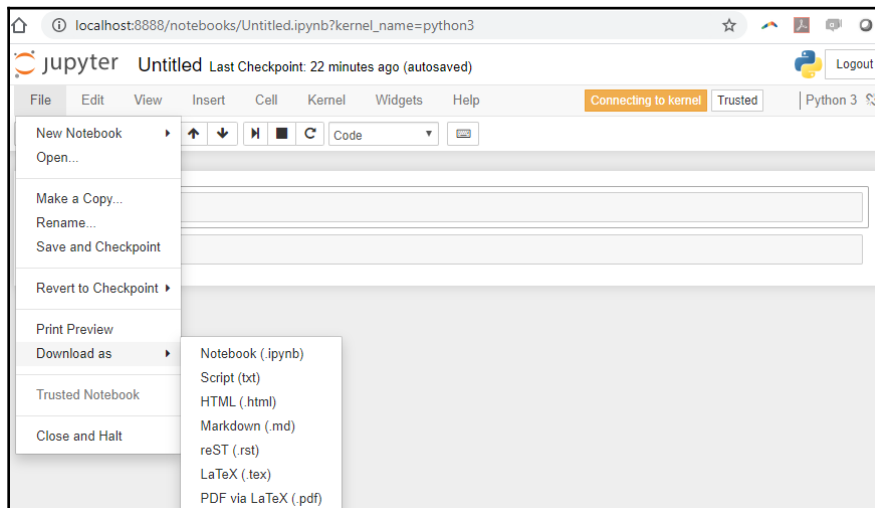 localhost:8888/notebooks/Untitled.ipynb?kernel_name=python3
jupyter Untitled Last Checkpoint: 22 minutes ago (autosaved) Logout
File Edit View Insert Cell Kernel Widgets Help Connecting to kernel Trusted Python 3
New Notebook
Code
Open...
Make a Copy...
Rename...
Save and Checkpoint
Revert to Checkpoint
Print Preview
Download as
Notebook (.ipynb)
Script (txt)
Trusted Notebook
HTML (.html)
Markdown (.md)
Close and Halt
reST (.rst)
LaTeX (.tex)
PDF via LaTeX (.pdf)